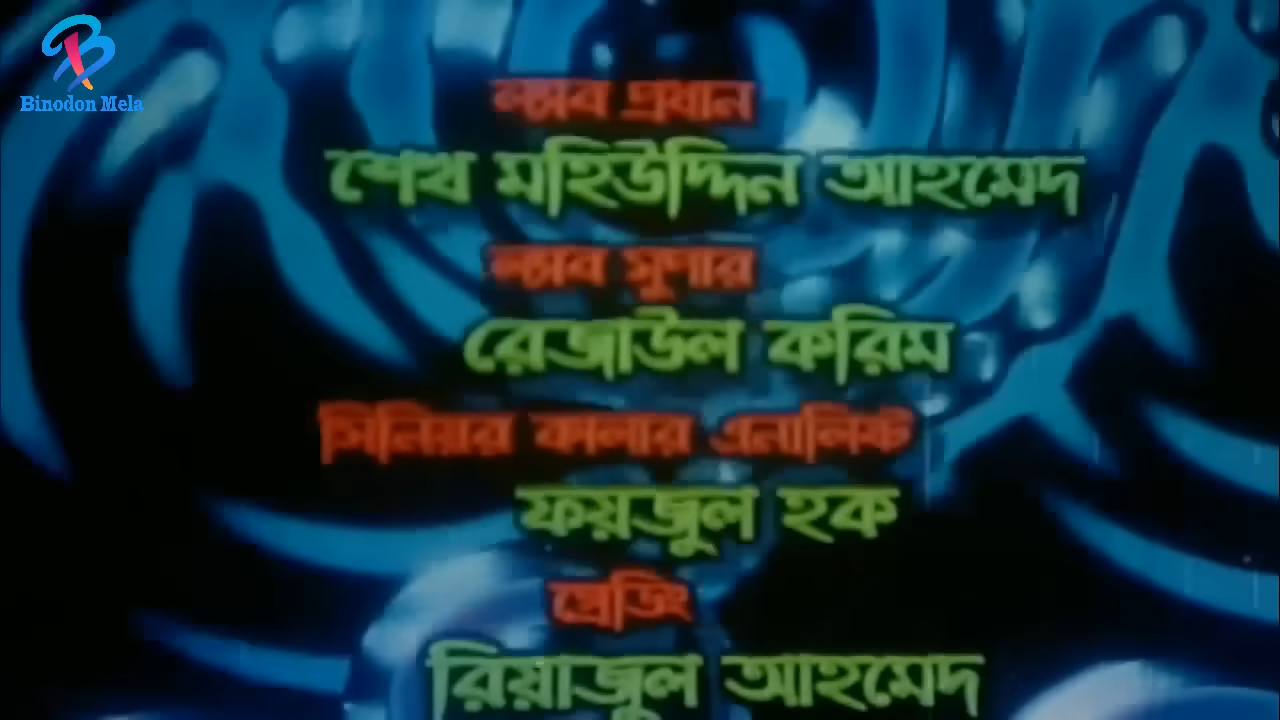 Binodon Mela
ল্যাব প্রধান
শেখ মহিউদ্দিন আহমেদ
ল্যাব সুপার
রেজাউল করিম
সিনিয়র কালার এনালিষ্ট
ফয়জুল হক
গ্রেডিং
রিয়াজুল আহমেদ